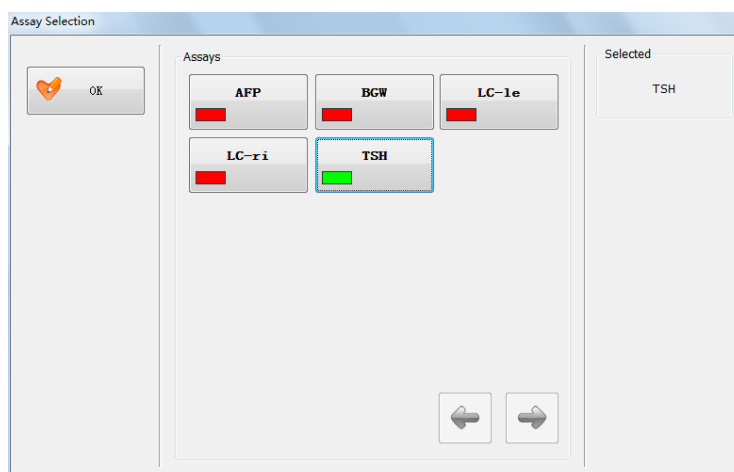 Assay Selection
OK
Assays
AFP
BGW
LC-le
LC-ri
TSH
Selected
TSH